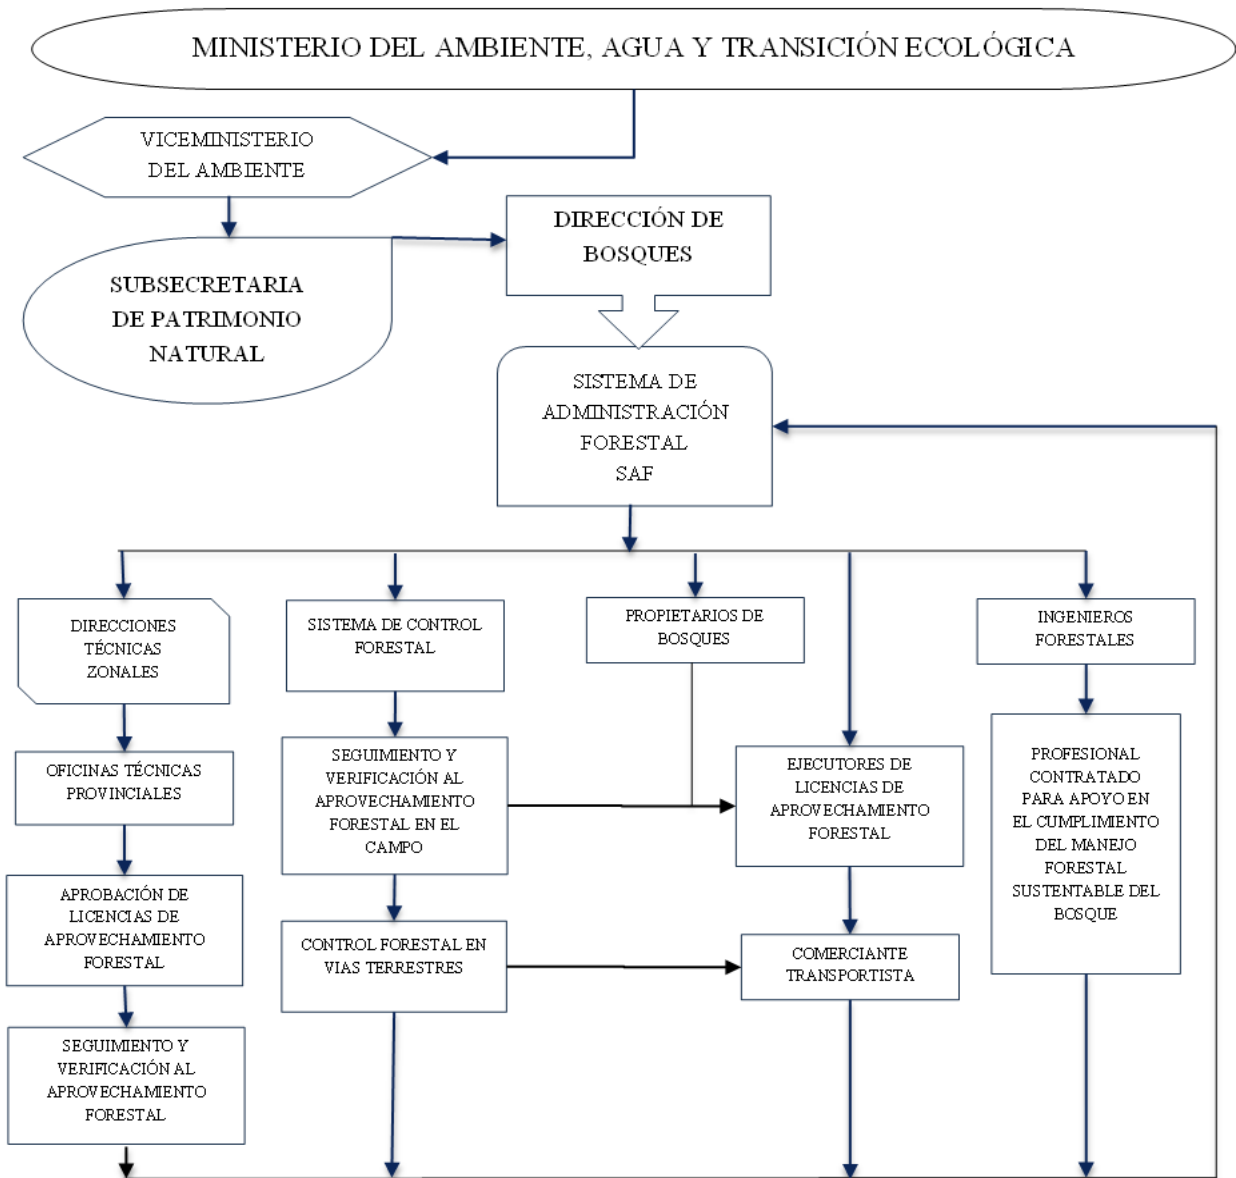 MINISTERIO DEL AMBIENTE, AGUA Y TRANSICIÓN ECOLÓGICA
VICEMINISTERIO
DEL AMBIENTE
SUBSECRETARIA
DE PATRIMONIO
NATURAL
DIRECCIÓN DE
BOSQUES
SISTEMA DE
ADMINISTRACIÓN
FORESTAL
SAF
DIRECCIONES
TÉCNICAS
ZONALES
OFICINAS TÉCNICAS
PROVINCIALES
APROBACIÓN DE
LICENCIAS DE
APROVECHAMIENTO
FORESTAL
SEGUIMIENTO Y
VERIFICACIÓN AL
APROVECHAMIENTO
FORESTAL
SISTEMA DE CONTROL
FORESTAL
SEGUIMIENTO Y
VERIFICACIÓN AL
APROVECHAMIENTO
FORESTAL EN EL
CAMPO
CONTROL FORESTAL EN
VIAS TERRESTRES
PROPIETARIOS DE
BOSQUES
EJECUTORES DE
LICENCIAS DE
APROVECHAMIENTO
FORESTAL
COMERCIANTE
TRANSPORTISTA
INGENIEROS
FORESTALES
PROFESIONAL
CONTRATADO
PARA APOYO EN
EL CUMPLIMIENTO
DEL MANEJO
FORESTAL
SUSTENTABLE DEL
BOSQUE